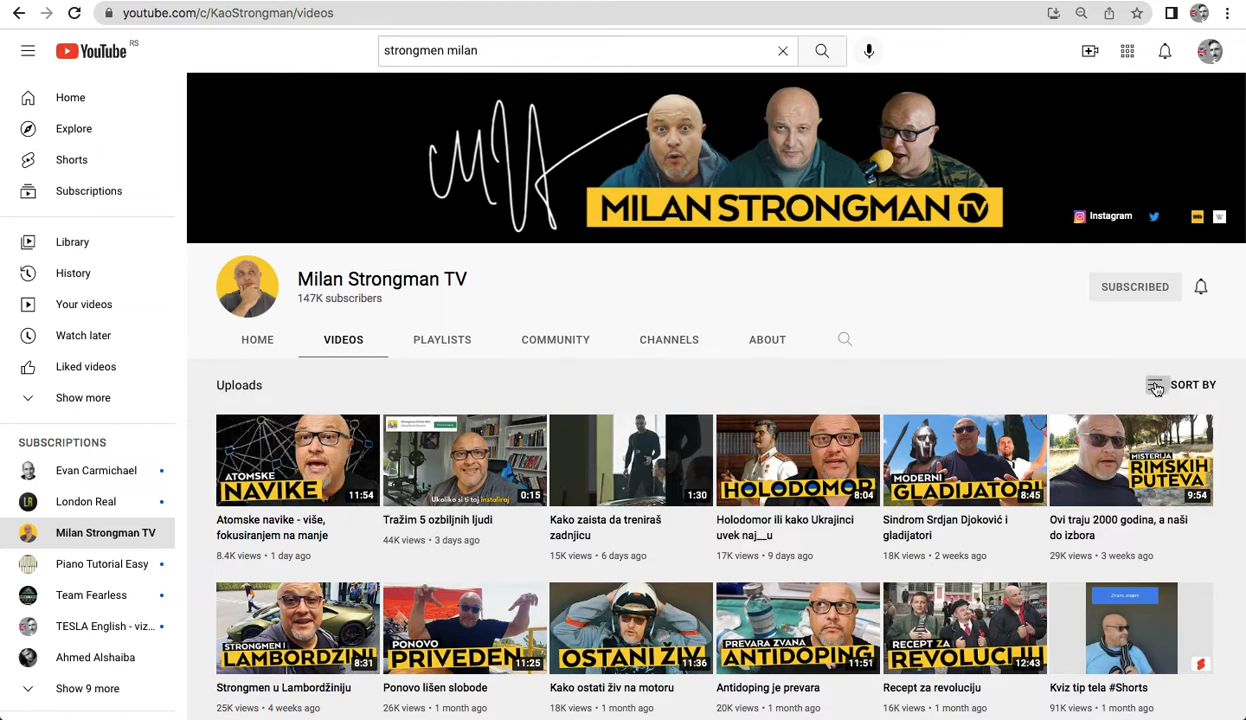 youtube.com/c/KaoStrongman/videos
YouTube RS
strongmen milan
Home
Explore
Shorts
Subscriptions
Library
History
Your videos
Watch later
Liked videos
Show more
SUBSCRIPTIONS
Evan Carmichael
London Real
Milan Strongman TV
Piano Tutorial Easy
Team Fearless
TESLA English - viz...
Ahmed Alshaiba
Show 9 more
MILAN STRONGMAN TV
Instagram
Milan Strongman TV
147K subscribers
SUBSCRIBED
HOME VIDEOS PLAYLISTS COMMUNITY CHANNELS ABOUT
Uploads
SORT BY
ATOMSKE
NAVIKE
11:54
Atomske navike - više,
fokusiranjem na manje
8.4K views • 1 day ago
Ukoliko si ti taj instaliraj
0:15
Tražim 5 ozbiljnih ljudi
44K views • 3 days ago
1:30
Kako zaista da treniraš
zadnjicu
15K views • 6 days ago
HOLODOMOR
8:04
Holodomor ili kako Ukrajinci
uvek naj__u
17K views • 9 days ago
MODERNI
GLADIJATORI
8:45
Sindrom Srdjan Djoković i
gladijatori
18K views • 2 weeks ago
MISTERIJA
RIMSKIH
PUTEVA
9:54
Ovi traju 2000 godina, a naši
do izbora
29K views • 3 weeks ago
STRONGMEN I
LAMBORDZINI
8:31
Strongmen u Lambordžiniju
25K views • 4 weeks ago
PONOVO
PRIVEDEN
11:25
Ponovo lišen slobode
26K views • 1 month ago
OSTANI ŽIV
11:36
Kako ostati živ na motoru
18K views • 1 month ago
PREVARA ZVANA
ANTIDOPING
11:51
Antidoping je prevara
20K views • 1 month ago
RECEPT ZA
REVOLUCIJU
12:43
Recept za revoluciju
16K views • 1 month ago
Kviz tip tela #Shorts
91K views • 1 month ago